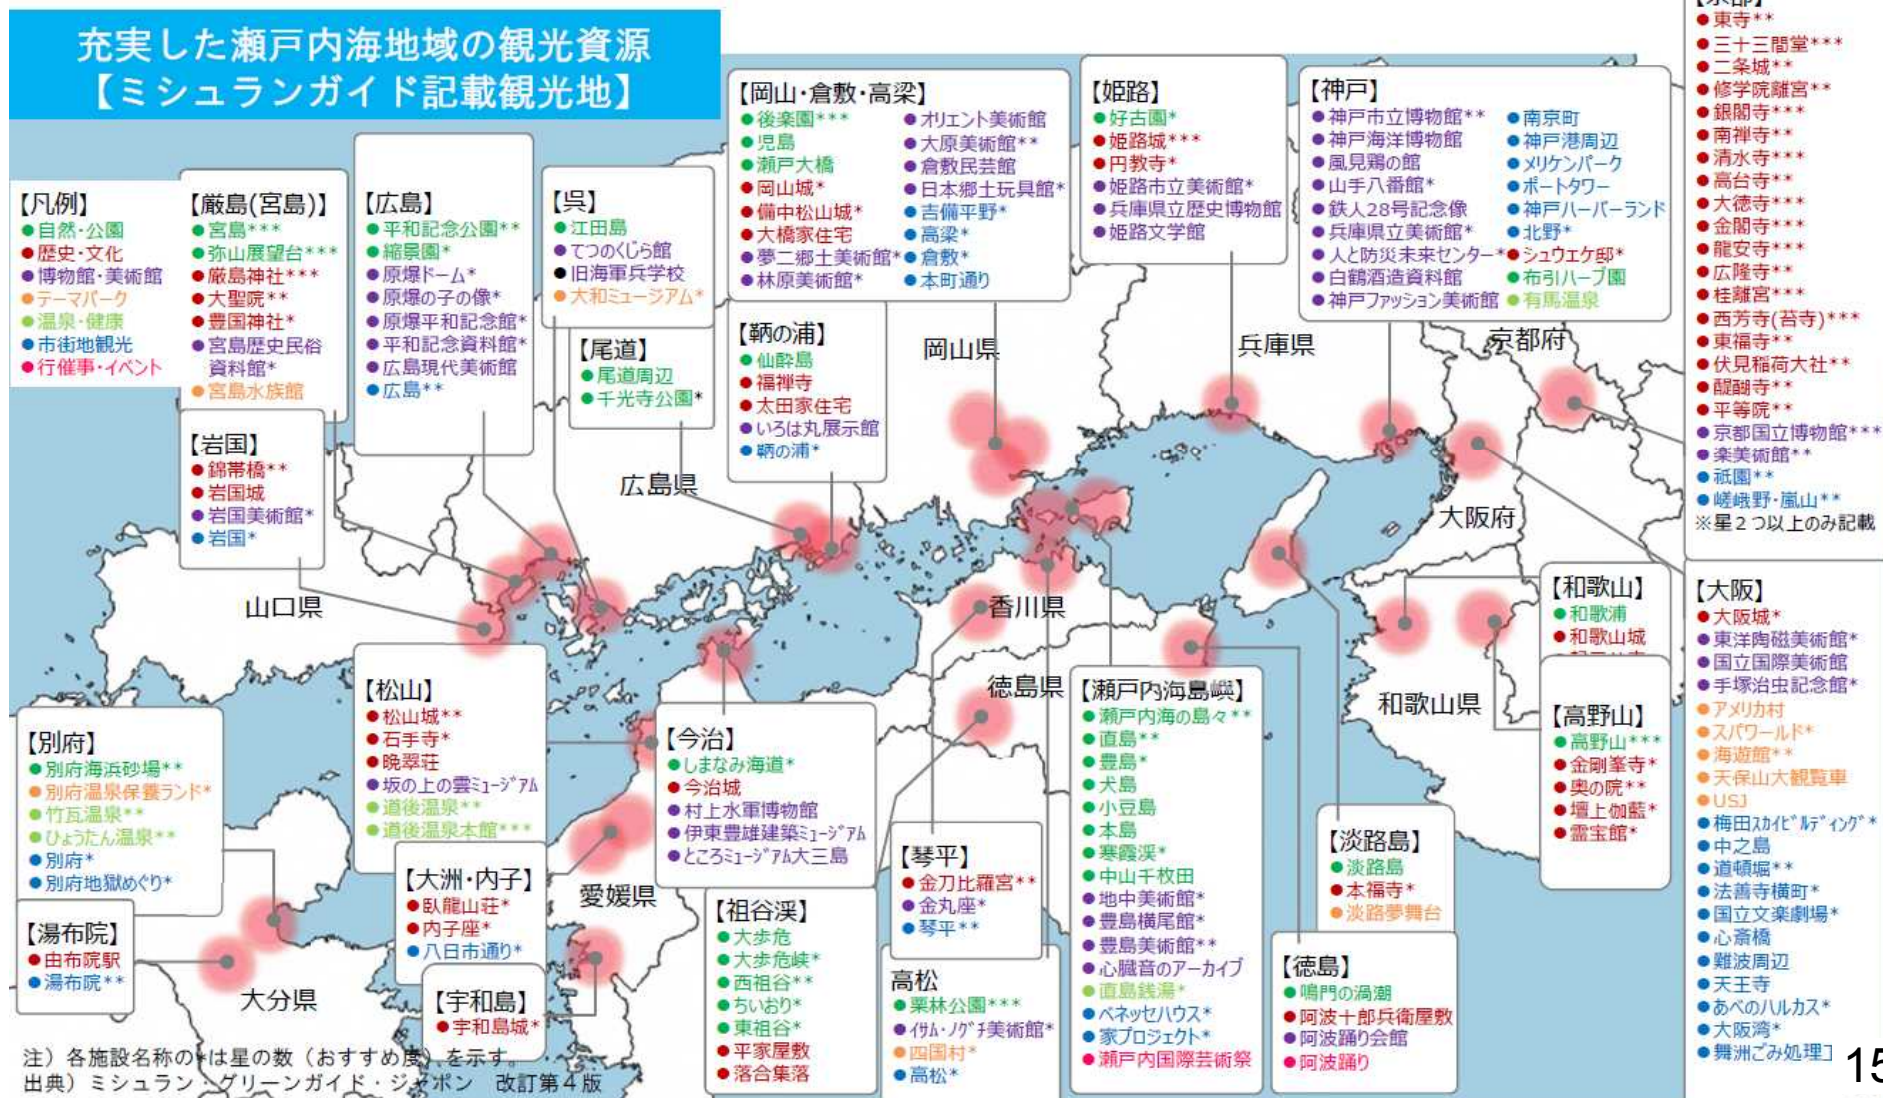 充実した瀬戸内海地域の観光資源
【ミシュランガイド記載観光地】
【凡例】
●自然・公園
●歴史・文化
●博物館・美術館
●テーマパーク
●温泉・健康
●市街地観光
●行催事・イベント
【厳島(宮島)】
●宮島***
●弥山展望台***
●厳島神社***
●大聖院**
●豊国神社*
●宮島歴史民俗
資料館*
●宮島水族館
【広島】
●平和記念公園**
●縮景園*
●原爆ドーム*
●原爆の子の像*
●原爆平和記念館*
●平和記念資料館*
●広島現代美術館
●広島**
【呉】
●江田島
●てつのくじら館
●旧海軍兵学校
●大和ミュージアム*
【尾道】
●尾道周辺
●千光寺公園*
【岡山・倉敷・高梁】
●後楽園***
●児島
●瀬戸大橋
●岡山城*
●備中松山城*
●大橋家住宅
●夢二郷土美術館*
●林原美術館*
●オリエント美術館
●大原美術館**
●倉敷民芸館
●日本郷土玩具館*
●吉備平野*
●高梁*
●倉敷*
●本町通り
【鞆の浦】
●仙酔島
●福禅寺
●太田家住宅
●いろは丸展示館
●鞆の浦*
【姫路】
●好古園*
●姫路城***
●円教寺*
●姫路市立美術館*
●兵庫県立歴史博物館
●姫路文学館
【神戸】
●神戸市立博物館**
●神戸海洋博物館
●風見鶏の館
●山手八番館*
●鉄人28号記念像
●兵庫県立美術館*
●人と防災未来センター*
●白鶴酒造資料館
●神戸ファッション美術館
●南京町
●神戸港周辺
●メリケンパーク
●ポートタワー
●神戸ハーバーランド
●北野*
●シュウエケ邸*
●布引ハーブ園
●有馬温泉
●東寺**
●三十三間堂***
●二条城**
●修学院離宮**
●銀閣寺***
●南禅寺**
●清水寺***
●高台寺**
●大徳寺***
●金閣寺***
●龍安寺***
●広隆寺**
●桂離宮***
●西芳寺(苔寺)***
●東福寺**
●伏見稲荷大社**
●醍醐寺**
●平等院**
●京都国立博物館***
●楽美術館**
●祇園**
●嵯峨野・嵐山**
※星２つ以上のみ記載
【岩国】
●錦帯橋**
●岩国城
●岩国美術館*
●岩国*
岡山県
兵庫県
京都府
広島県
大阪府
山口県
香川県
徳島県
和歌山県
愛媛県
大分県
【和歌山】
●和歌浦
●和歌山城
【高野山】
●高野山***
●金剛峯寺*
●奥の院**
●壇上伽藍*
●霊宝館*
【大阪】
●大阪城*
●東洋陶磁美術館*
●国立国際美術館
●手塚治虫記念館*
●アメリカ村
●スパワールド*
●海遊館**
●天保山大観覧車
●USJ
●梅田ｽｶｲﾋﾞﾙﾃﾞｨﾝｸﾞ*
●中之島
●道頓堀**
●法善寺横町*
●国立文楽劇場*
●心斎橋
●難波周辺
●天王寺
●あべのハルカス*
●大阪湾*
●舞洲ごみ処理
【別府】
●別府海浜砂場**
●別府温泉保養ランド*
●竹瓦温泉**
●ひょうたん温泉**
●別府*
●別府地獄めぐり*
【湯布院】
●由布院駅
●湯布院**
【松山】
●松山城**
●石手寺*
●晩翠荘
●坂の上の雲ﾐｭｰｼﾞｱﾑ
●道後温泉**
●道後温泉本館***
【大洲・内子】
●臥龍山荘*
●内子座*
●八日市通り*
【宇和島】
●宇和島城*
【今治】
●しまなみ海道*
●今治城
●村上水軍博物館
●伊東豊雄建築ﾐｭｰｼﾞｱﾑ
●ところﾐｭｰｼﾞｱﾑ大三島
【祖谷渓】
●大歩危
●大歩危峡*
●西祖谷**
●ちいおり*
●東祖谷*
●平家屋敷
●落合集落
【琴平】
●金刀比羅宮**
●金丸座*
●琴平**
高松
●栗林公園***
●ｲｻﾑ・ﾉｸﾞﾁ美術館*
●四国村*
●高松*
【瀬戸内海島嶼】
●瀬戸内海の島々**
●直島**
●豊島*
●犬島
●小豆島
●本島
●寒霞渓*
●中山千枚田
●地中美術館*
●豊島横尾館*
●豊島美術館**
●心臓音のアーカイブ
●直島銭湯*
●ベネッセハウス*
●家プロジェクト*
●瀬戸内国際芸術祭
【淡路島】
●淡路島
●本福寺*
●淡路夢舞台
【徳島】
●鳴門の渦潮
●阿波十郎兵衛屋敷
●阿波踊り会館
●阿波踊り
注）各施設名称の*は星の数（おすすめ度）を示す。
出典）ミシュラン・グリーンガイド・ジャポン　改訂第４版
15